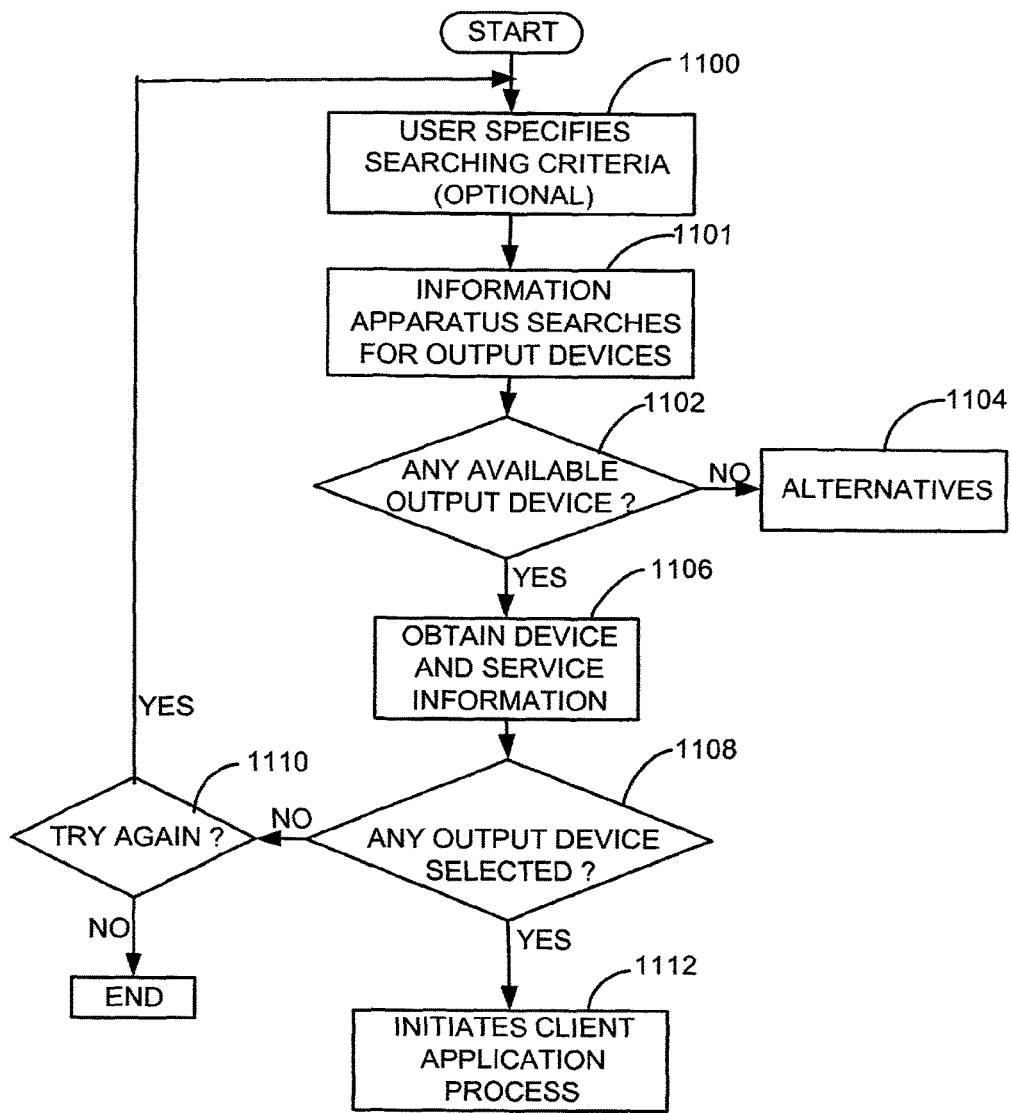 START
1100
USER SPECIFIES
SEARCHING CRITERIA
(OPTIONAL)
1101
INFORMATION
APPARATUS SEARCHES
FOR OUTPUT DEVICES
1102
1104
ANY AVAILABLE
OUTPUT DEVICE ?
NO
ALTERNATIVES
YES
1106
OBTAIN DEVICE
AND SERVICE
INFORMATION
YES
1108
1110
TRY AGAIN ?
NO
ANY OUTPUT DEVICE
SELECTED ?
NO
YES
END
1112
INITIATES CLIENT
APPLICATION
PROCESS